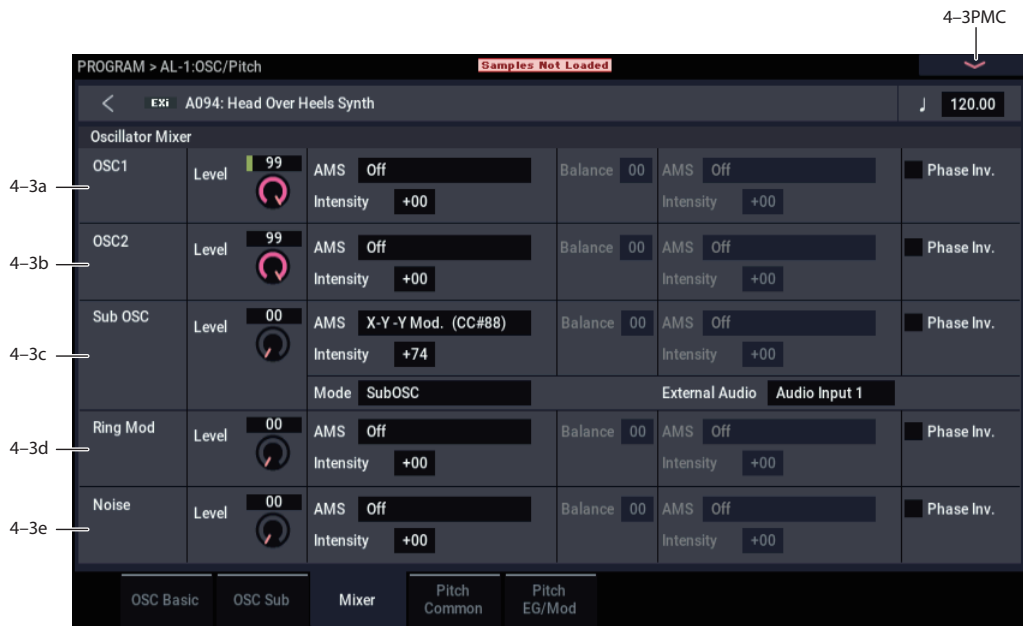 4–3PMC
PROGRAM > AL-1:OSC/Pitch
Samples Not Loaded
EXi A094: Head Over Heels Synth
♩ 120.00
Oscillator Mixer
4–3a
OSC1
Level 99
AMS Off
Intensity +00
Balance 00
AMS Off
Intensity +00
Phase Inv.
4–3b
OSC2
Level 99
AMS Off
Intensity +00
Balance 00
AMS Off
Intensity +00
Phase Inv.
4–3c
Sub OSC
Level 00
AMS X-Y -Y Mod. (CC#88)
Intensity +74
Balance 00
AMS Off
Intensity +00
Phase Inv.
Mode SubOSC
External Audio Audio Input 1
4–3d
Ring Mod
Level 00
AMS Off
Intensity +00
Balance 00
AMS Off
Intensity +00
Phase Inv.
4–3e
Noise
Level 00
AMS Off
Intensity +00
Balance 00
AMS Off
Intensity +00
Phase Inv.
OSC Basic
OSC Sub
Mixer
Pitch
Common
Pitch
EG/Mod